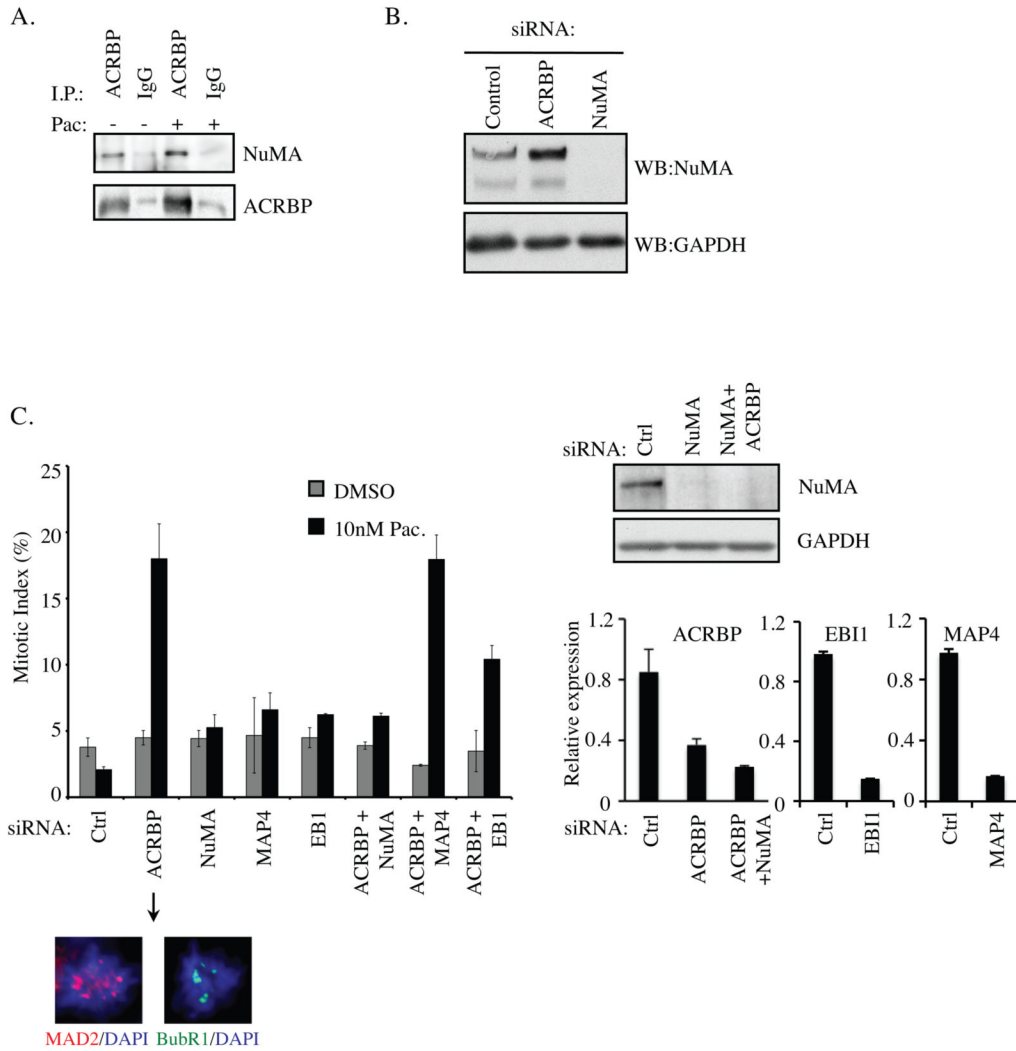 A.
I.P.: ACRBP IgG ACRBP IgG
Pac: - - + +
NuMA
ACRBP
B.
siRNA:
Control ACRBP NuMA
WB:NuMA
WB:GAPDH
C.
Mitotic Index (%)
25
20
15
10
5
0
DMSO
10nM Pac.
siRNA: Ctrl ACRBP NuMA MAP4 EB1 ACRBP + NuMA ACRBP + MAP4 ACRBP + EB1
MAD2/DAPI BubR1/DAPI
siRNA: Ctrl NuMA NuMA+ ACRBP
NuMA
GAPDH
Relative expression
1.2
0.8
0.4
0
ACRBP
siRNA: Ctrl ACRBP ACRBP +NuMA
1.2
0.8
0.4
0
EBI1
Ctrl EBI1
1.2
0.8
0.4
0
MAP4
Ctrl MAP4